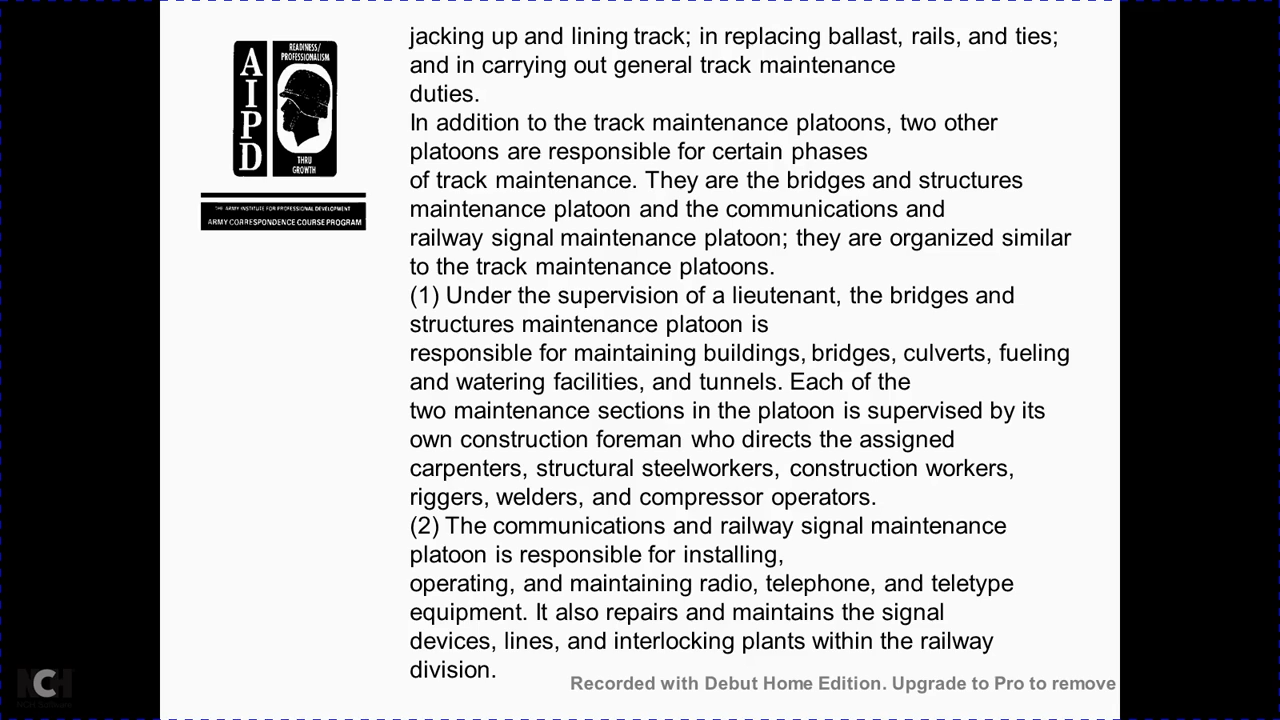 AIPD
READINESS/
PROFESSIONALISM
THRU
GROWTH
THE ARMY INSTITUTE FOR PROFESSIONAL DEVELOPMENT
ARMY CORRESPONDENCE COURSE PROGRAM
jacking up and lining track; in replacing ballast, rails, and ties;
and in carrying out general track maintenance
duties.
In addition to the track maintenance platoons, two other
platoons are responsible for certain phases
of track maintenance. They are the bridges and structures
maintenance platoon and the communications and
railway signal maintenance platoon; they are organized similar
to the track maintenance platoons.
(1) Under the supervision of a lieutenant, the bridges and
structures maintenance platoon is
responsible for maintaining buildings, bridges, culverts, fueling
and watering facilities, and tunnels. Each of the
two maintenance sections in the platoon is supervised by its
own construction foreman who directs the assigned
carpenters, structural steelworkers, construction workers,
riggers, welders, and compressor operators.
(2) The communications and railway signal maintenance
platoon is responsible for installing,
operating, and maintaining radio, telephone, and teletype
equipment. It also repairs and maintains the signal
devices, lines, and interlocking plants within the railway
division.
NCH
NCH Software
Recorded with Debut Home Edition. Upgrade to Pro to remove